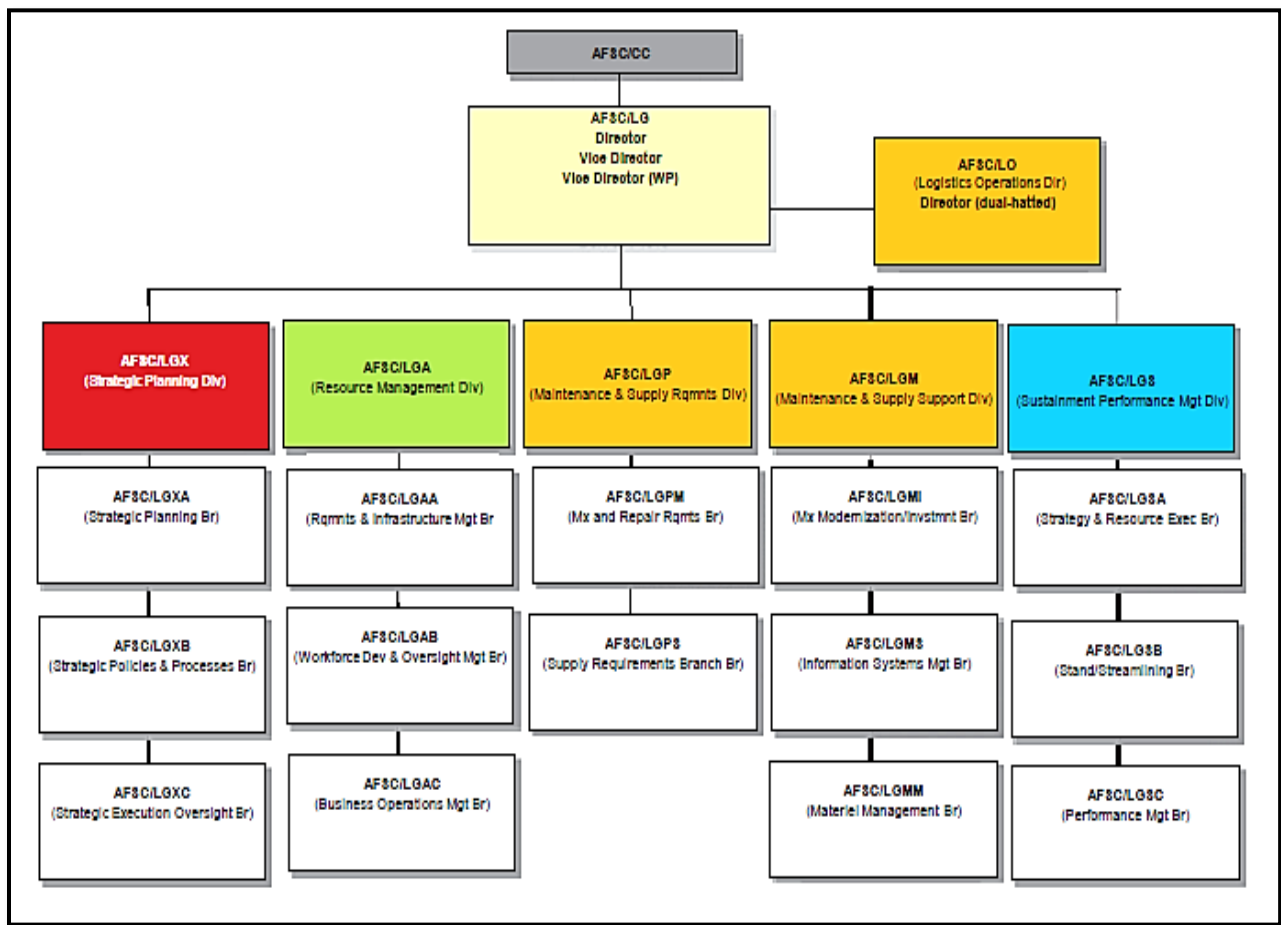 AFSC/CC
AFSC/LG
Director
Vice Director
Vice Director (WP)
AFSC/LO
(Logistics Operations Dir)
Director (dual-hatted)
AFSC/LGX
(Strategic Planning Div)
AFSC/LGA
(Resource Management Div)
AFSC/LGP
(Maintenance & Supply Rqmnts Div)
AFSC/LGM
(Maintenance & Supply Support Div)
AFSC/LGS
(Sustainment Performance Mgt Div)
AFSC/LGXA
(Strategic Planning Br)
AFSC/LGAA
(Rqmnts & Infrastructure Mgt Br
AFSC/LGPM
(Mx and Repair Rqmts Br)
AFSC/LGMI
(Mx Modernization/Invstmnt Br)
AFSC/LGSA
(Strategy & Resource Exec Br)
AFSC/LGXB
(Strategic Policies & Processes Br)
AFSC/LGAB
(Workforce Dev & Oversight Mgt Br)
AFSC/LGPS
(Supply Requirements Branch Br)
AFSC/LGMS
(Information Systems Mgt Br)
AFSC/LGSB
(Stand/Streamlining Br)
AFSC/LGXC
(Strategic Execution Oversight Br)
AFSC/LGAC
(Business Operations Mgt Br)
AFSC/LGMM
(Materiel Management Br)
AFSC/LGSC
(Performance Mgt Br)